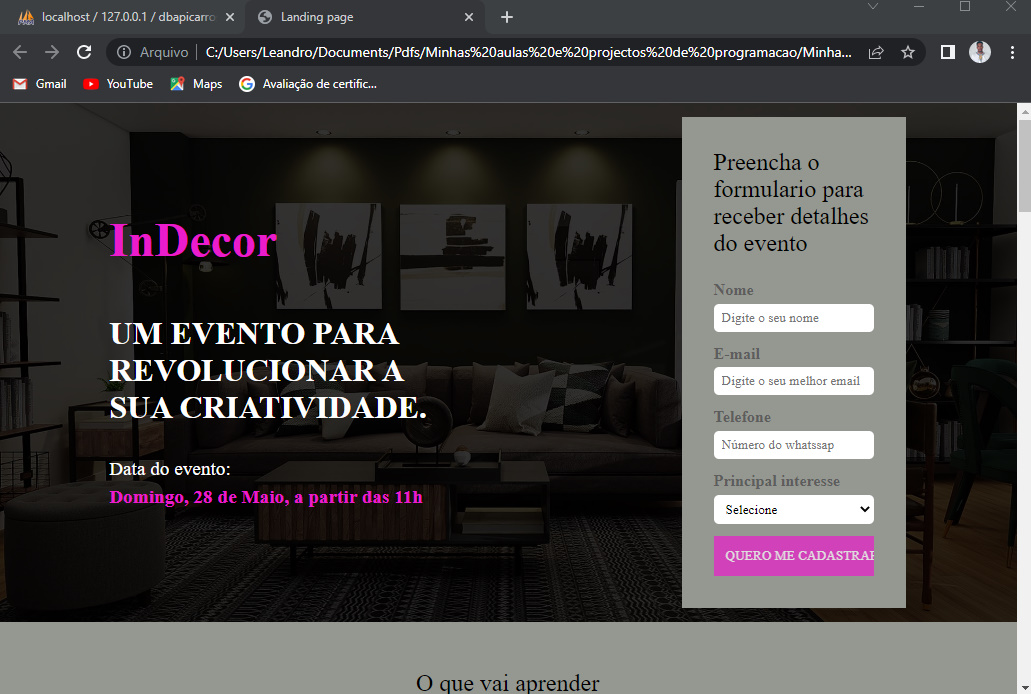 localhost / 127.0.0.1 / dbapicarro
Landing page
Arquivo
C:/Users/Leandro/Documents/Pdfs/Minhas%20aulas%20e%20projectos%20de%20programacao/Minha...
Gmail
YouTube
Maps
Avaliação de certific...
InDecor
UM EVENTO PARA
REVOLUCIONAR A
SUA CRIATIVIDADE.
Data do evento:
Domingo, 28 de Maio, a partir das 11h
Preencha o
formulario para
receber detalhes
do evento
Nome
Digite o seu nome
E-mail
Digite o seu melhor email
Telefone
Número do whatssap
Principal interesse
Selecione
QUERO ME CADASTRAR
O que vai aprender